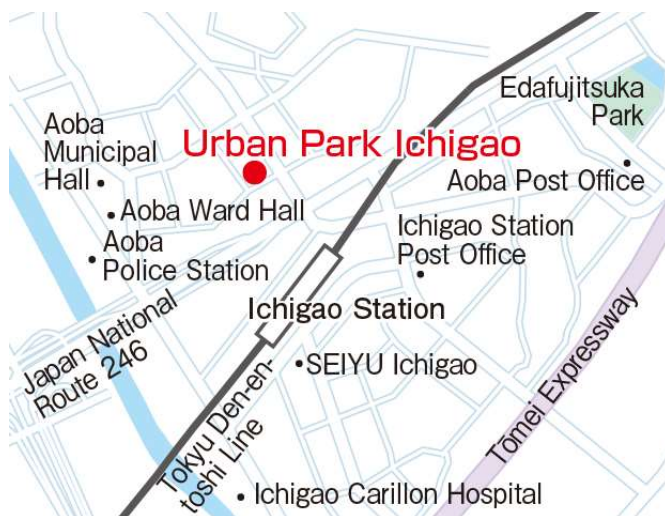 Edafujitsuka
Park
Aoba
Municipal
Hall
Urban Park Ichigao
Aoba Post Office
Aoba Ward Hall
Ichigao Station
Post Office
Aoba
Police Station
Ichigao Station
Japan National
Route 246
SEIYU Ichigao
Tōmei Expressway
Tokyu Den-en-
toshi Line
Ichigao Carillon Hospital